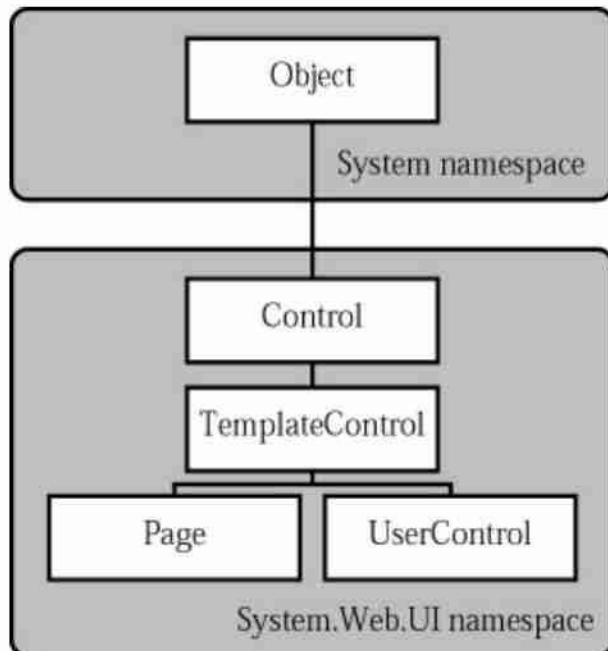 Object
System namespace
Control
TemplateControl
Page
UserControl
System.Web.UI namespace